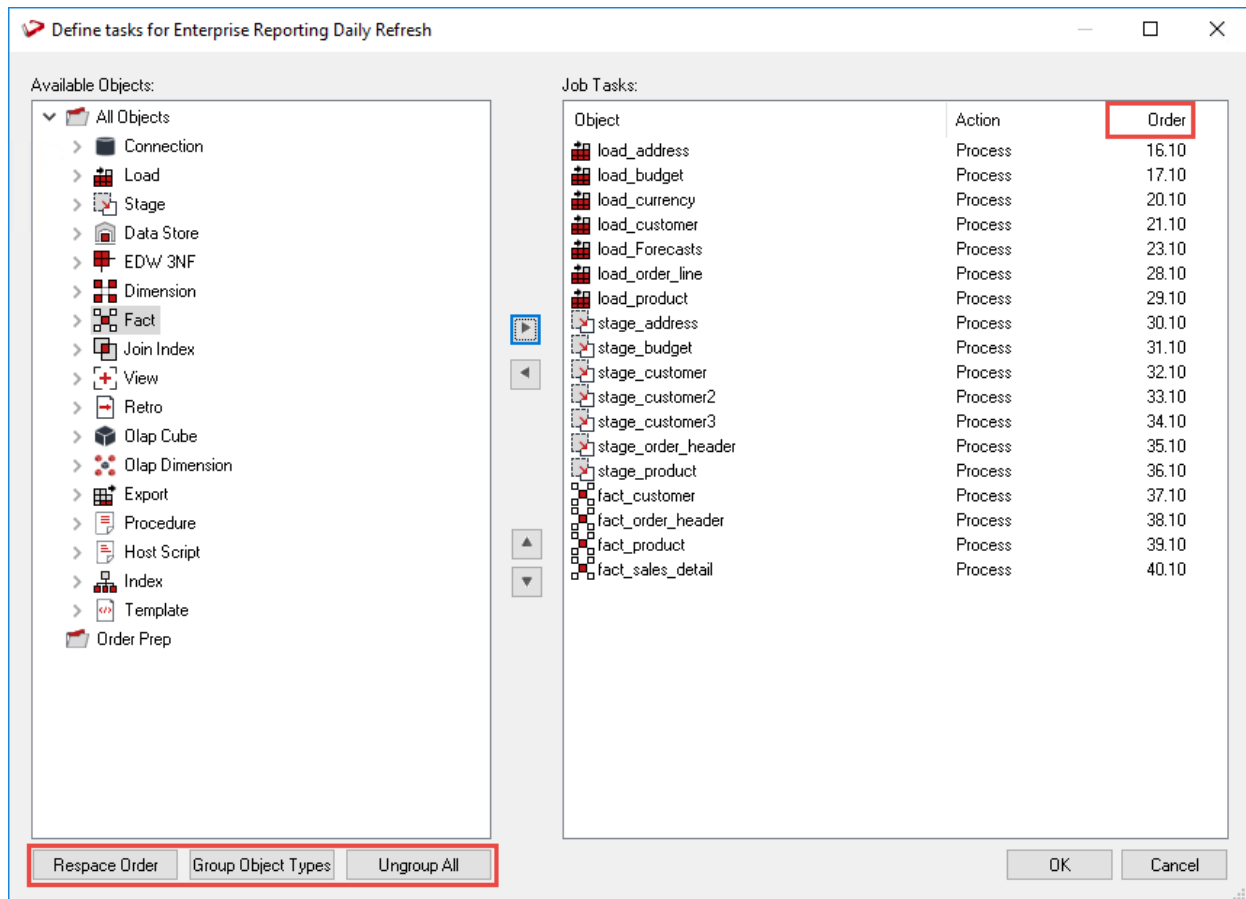 Define tasks for Enterprise Reporting Daily Refresh
Available Objects:
All Objects
Connection
Load
Stage
Data Store
EDW 3NF
Dimension
Fact
Join Index
View
Retro
Olap Cube
Olap Dimension
Export
Procedure
Host Script
Index
Template
Order Prep
Respace Order Group Object Types Ungroup All
Job Tasks:
Object Action Order
load_address Process 16.10
load_budget Process 17.10
load_currency Process 20.10
load_customer Process 21.10
load_Forecasts Process 23.10
load_order_line Process 28.10
load_product Process 29.10
stage_address Process 30.10
stage_budget Process 31.10
stage_customer Process 32.10
stage_customer2 Process 33.10
stage_customer3 Process 34.10
stage_order_header Process 35.10
stage_product Process 36.10
fact_customer Process 37.10
fact_order_header Process 38.10
fact_product Process 39.10
fact_sales_detail Process 40.10
OK Cancel